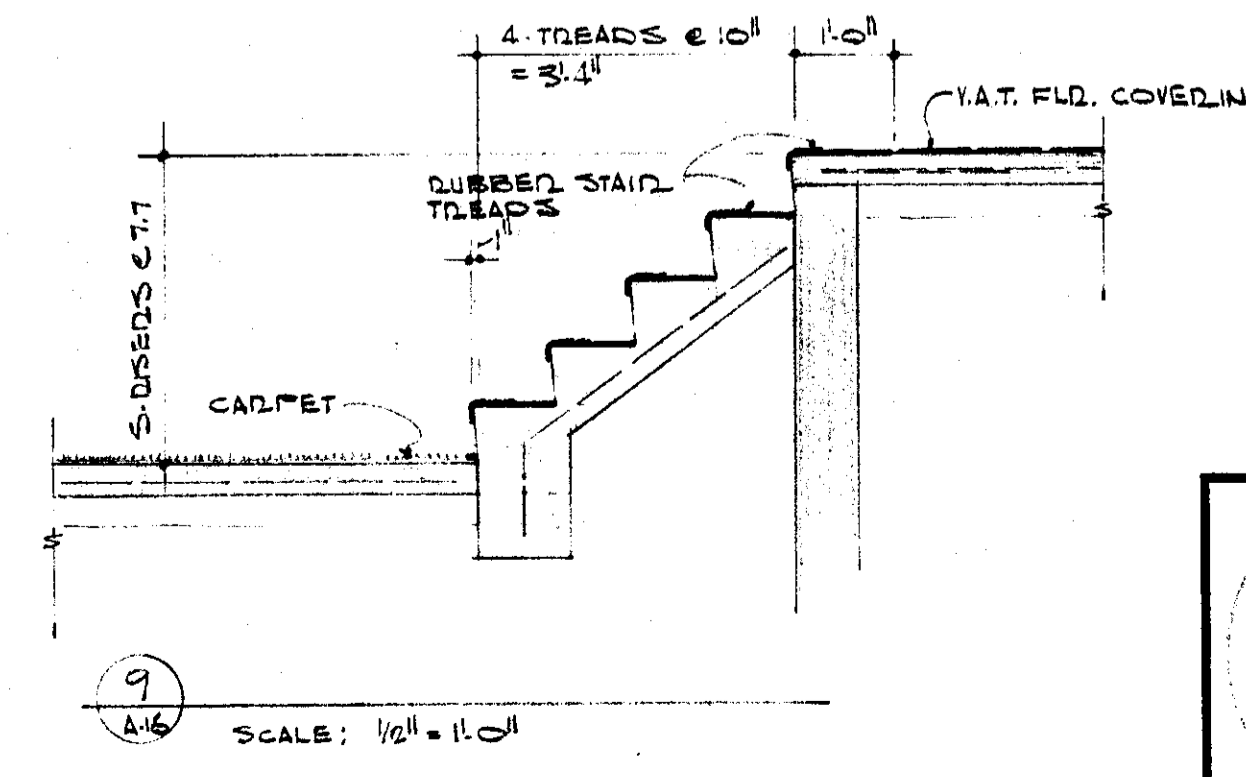 4 TREADS @ 10"
= 3'-4"
1'-0"
V.A.T. FLR. COVERIN
RUBBER STAIR
TREADS
1"
5-RISERS @ 7.7
CARPET
9
A-15
SCALE: 1/2" = 1'-0"